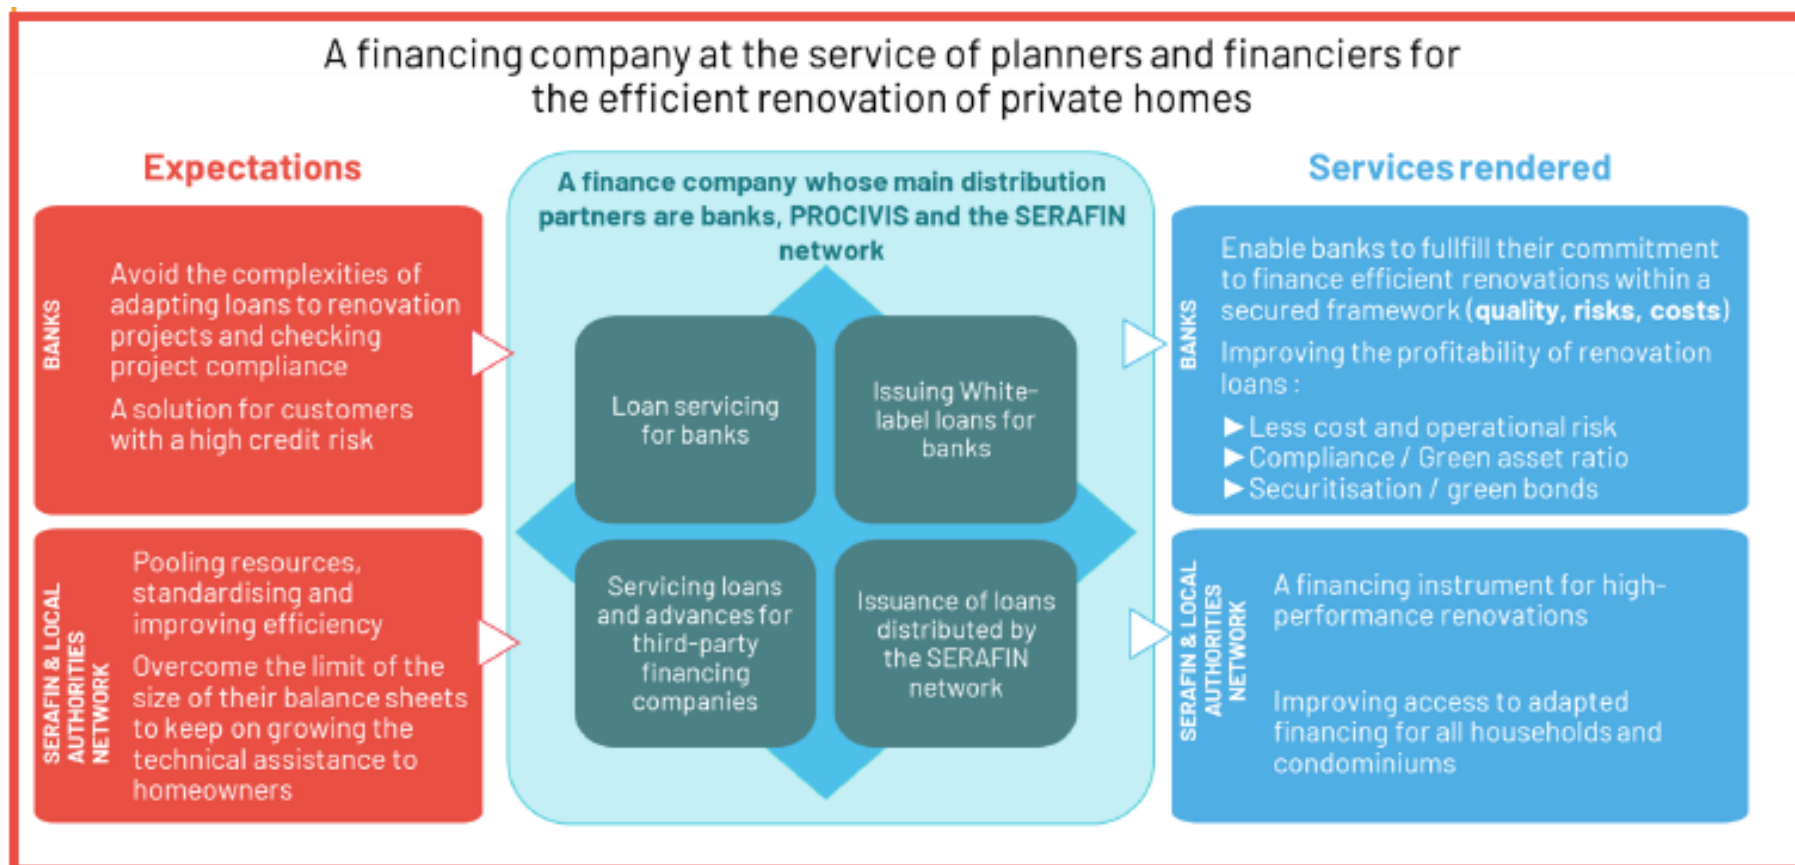 A financing company at the service of planners and financiers for
the efficient renovation of private homes
Expectations
BANKS
Avoid the complexities of
adapting loans to renovation
projects and checking
project compliance
A solution for customers
with a high credit risk
SERAFIN & LOCAL
AUTHORITIES
NETWORK
Pooling resources,
standardising and
improving efficiency
Overcome the limit of the
size of their balance sheets
to keep on growing the
technical assistance to
homeowners
A finance company whose main distribution
partners are banks, PROCIVIS and the SERAFIN
network
Loan servicing
for banks
Issuing White-
label loans for
banks
Servicing loans
and advances for
third-party
financing
companies
Issuance of loans
distributed by
the SERAFIN
network
Services rendered
BANKS
Enable banks to fullfill their commitment
to finance efficient renovations within a
secured framework (quality, risks, costs)
Improving the profitability of renovation
loans :
►Less cost and operational risk
►Compliance / Green asset ratio
►Securitisation / green bonds
SERAFIN & LOCAL
AUTHORITIES
NETWORK
A financing instrument for high-
performance renovations
Improving access to adapted
financing for all households and
condominiums